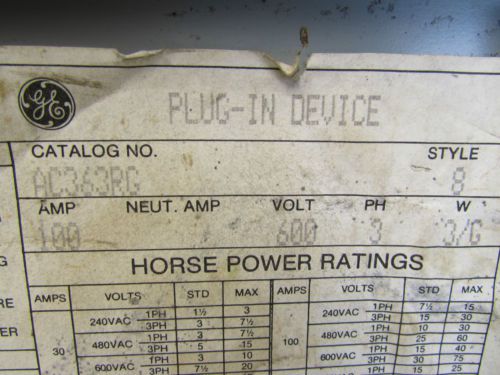 GE
PLUG-IN DEVICE
CATALOG NO. STYLE
AC363RG 8
AMP NEUT. AMP VOLT PH W
100 600 3 3/G
HORSE POWER RATINGS
AMPS VOLTS STD MAX AMPS VOLTS STD MAX
30 240VAC 1PH 1½ 3 100 240VAC 1PH 7½ 15
3PH 3 7½ 3PH 15 30
480VAC 1PH 3 7½ 480VAC 1PH 10 30
3PH 5 15 3PH 25 60
600VAC 1PH 3 10 600VAC 1PH 15 40
3PH 7½ 20 3PH 30 75
G
RE
ER